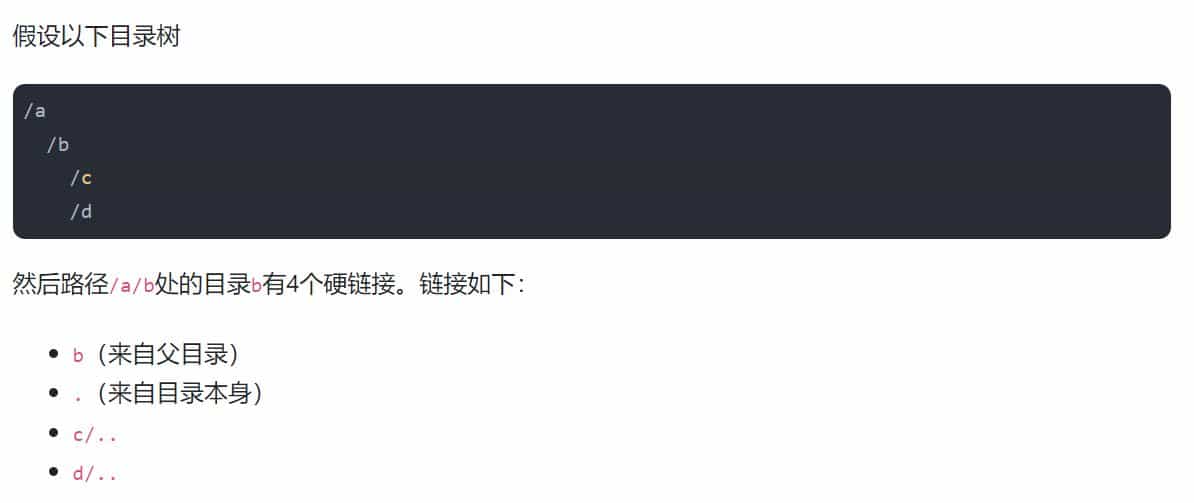 假设以下目录树
/a
/b
/c
/d
然后路径/a/b处的目录b有4个硬链接。链接如下：
b（来自父目录）
.（来自目录本身）
c/..
d/..